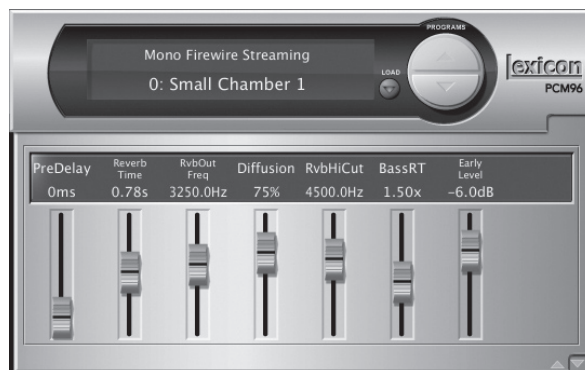 PROGRAMS
Mono Firewire Streaming
LOAD
0: Small Chamber 1
lexicon
PCM96
PreDelay Reverb Time RvbOut Freq Diffusion RvbHiCut BassRT Early Level
0ms 0.78s 3250.0Hz 75% 4500.0Hz 1.50x -6.0dB